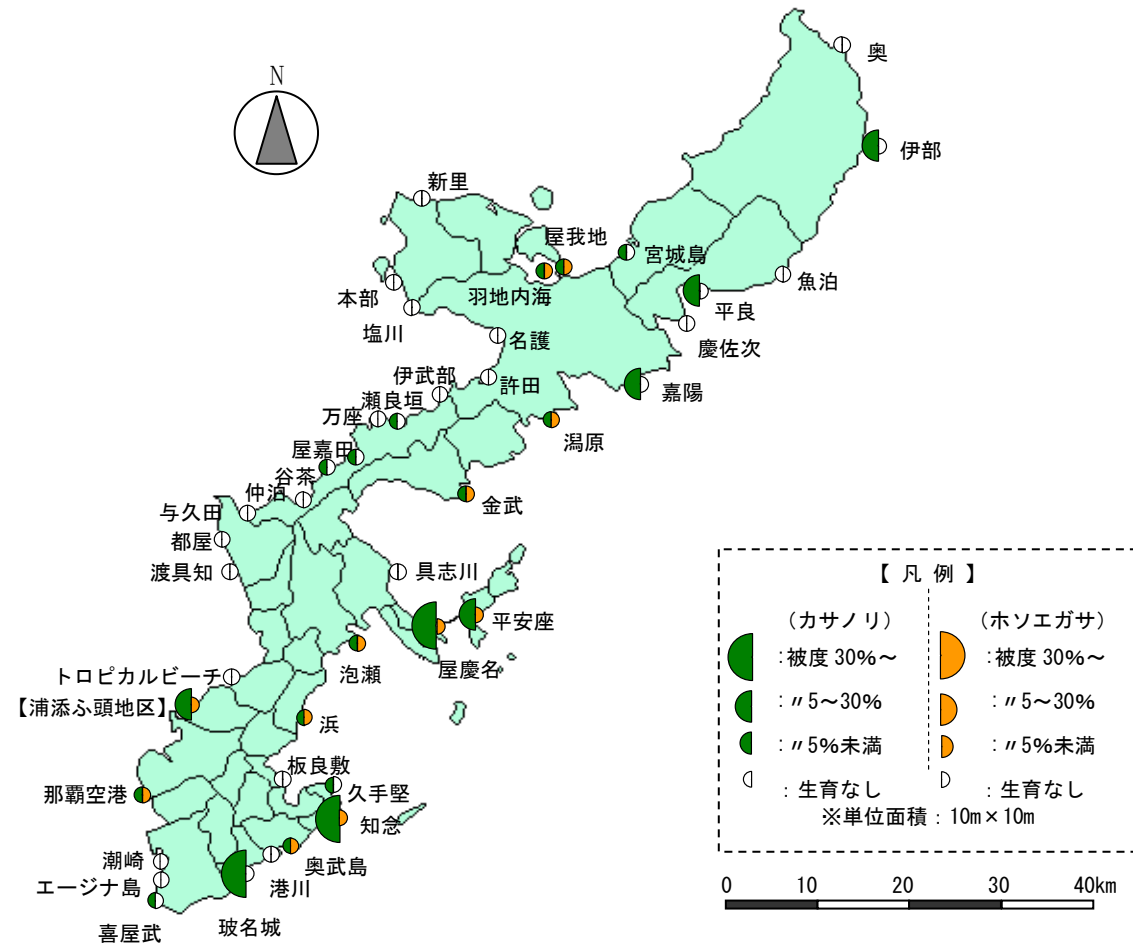 N
奥
伊部
新里
屋我地
宮城島
魚泊
本部
羽地内海
平良
塩川
名護
慶佐次
伊武部
許田
嘉陽
瀬良垣
万座
潟原
屋嘉田
谷茶
仲泊
金武
与久田
都屋
渡具知
具志川
平安座
屋慶名
泡瀬
トロピカルビーチ
【浦添ふ頭地区】
浜
板良敷
那覇空港
久手堅
知念
潮崎
奥武島
エージナ島
港川
喜屋武
玻名城
【 凡 例 】
(カサノリ) (ホソエガサ)
:被度 30%~ :被度 30%~
:〃5~30% :〃5~30%
:〃5%未満 :〃5%未満
:生育なし :生育なし
※単位面積:10m×10m
0 10 20 30 40km